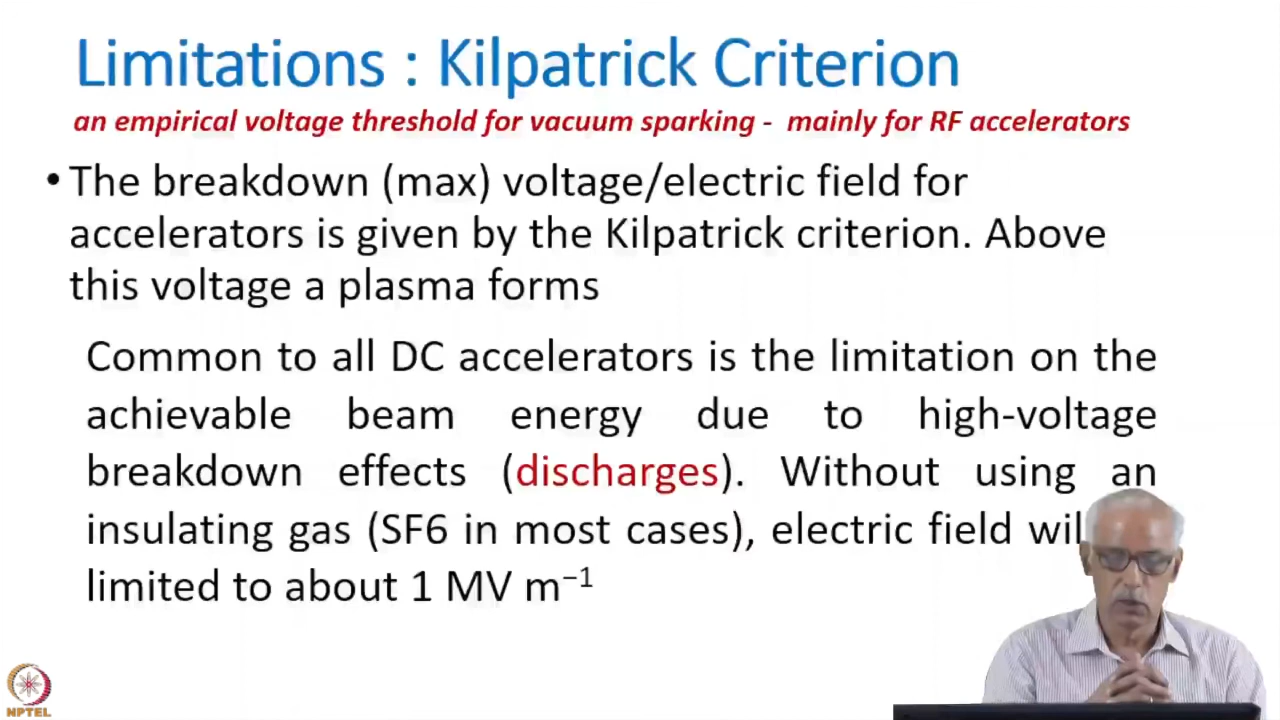 Limitations : Kilpatrick Criterion
an empirical voltage threshold for vacuum sparking - mainly for RF accelerators
• The breakdown (max) voltage/electric field for
accelerators is given by the Kilpatrick criterion. Above
this voltage a plasma forms
Common to all DC accelerators is the limitation on the
achievable beam energy due to high-voltage
breakdown effects (discharges). Without using an
insulating gas (SF6 in most cases), electric field
limited to about 1 MV m⁻¹
NPTEL